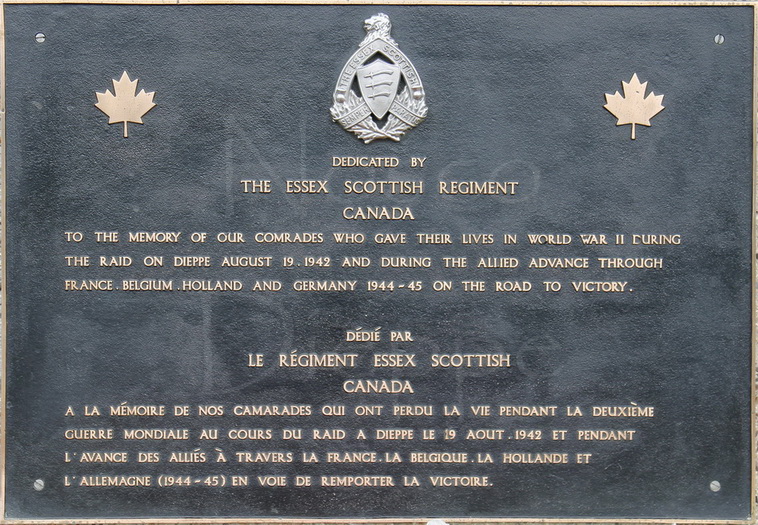 THE ESSEX SCOTTISH
DEDICATED BY
THE ESSEX SCOTTISH REGIMENT
CANADA
TO THE MEMORY OF OUR COMRADES WHO GAVE THEIR LIVES IN WORLD WAR II DURING
THE RAID ON DIEPPE AUGUST 19.1942 AND DURING THE ALLIED ADVANCE THROUGH
FRANCE.BELGIUM.HOLLAND AND GERMANY 1944-45 ON THE ROAD TO VICTORY.
DÉDIÉ PAR
LE RÉGIMENT ESSEX SCOTTISH
CANADA
A LA MÉMOIRE DE NOS CAMARADES QUI ONT PERDU LA VIE PENDANT LA DEUXIÈME
GUERRE MONDIALE AU COURS DU RAID A DIEPPE LE 19 AOUT.1942 ET PENDANT
L'AVANCE DES ALLIÉS À TRAVERS LA FRANCE.LA BELGIQUE.LA HOLLANDE ET
L'ALLEMAGNE (1944-45) EN VOIE DE REMPORTER LA VICTOIRE.